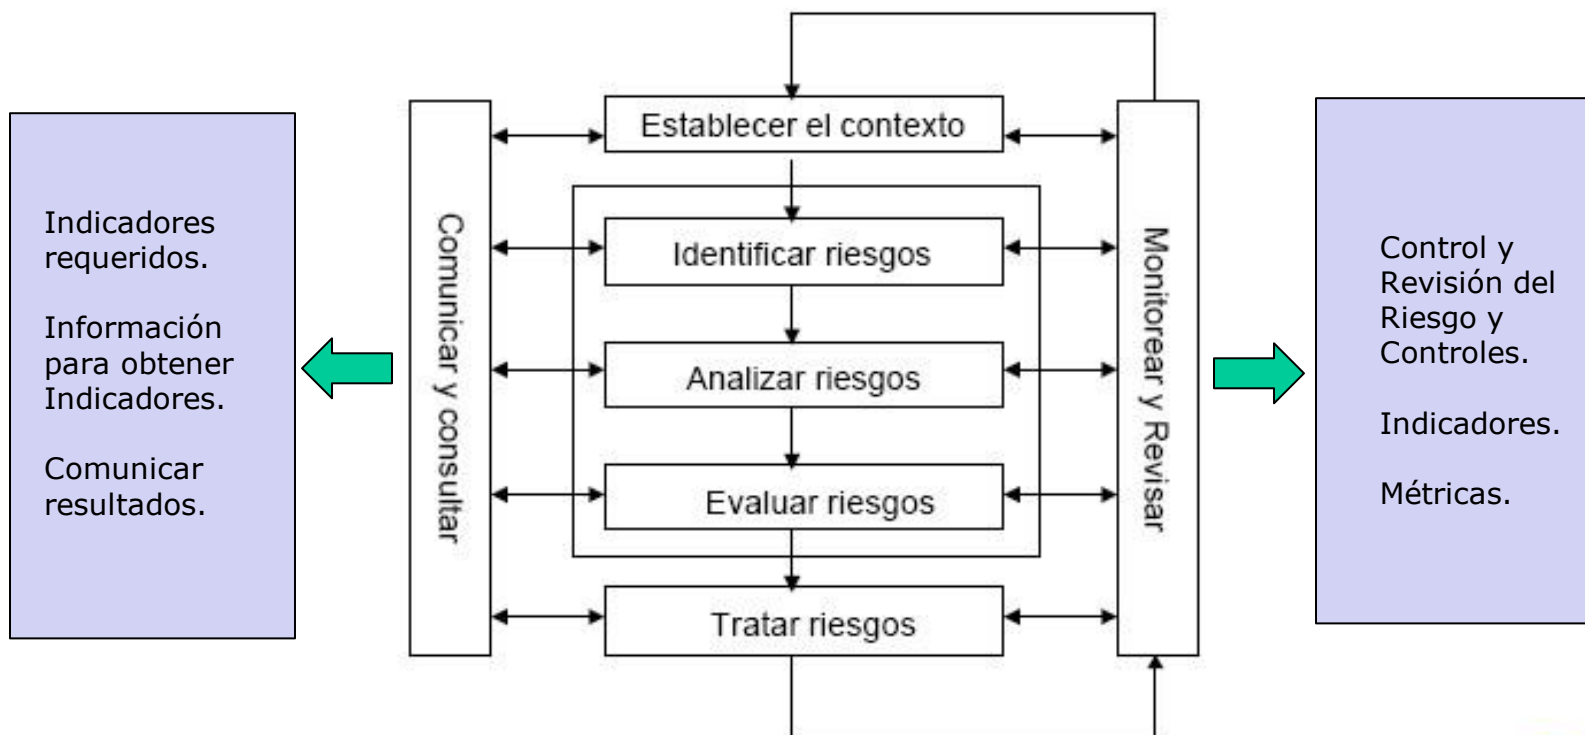 Indicadores
requeridos.
Información
para obtener
Indicadores.
Comunicar
resultados.
Comunicar y consultar
Establecer el contexto
Identificar riesgos
Analizar riesgos
Evaluar riesgos
Tratar riesgos
Monitorear y Revisar
Control y
Revisión del
Riesgo y
Controles.
Indicadores.
Métricas.